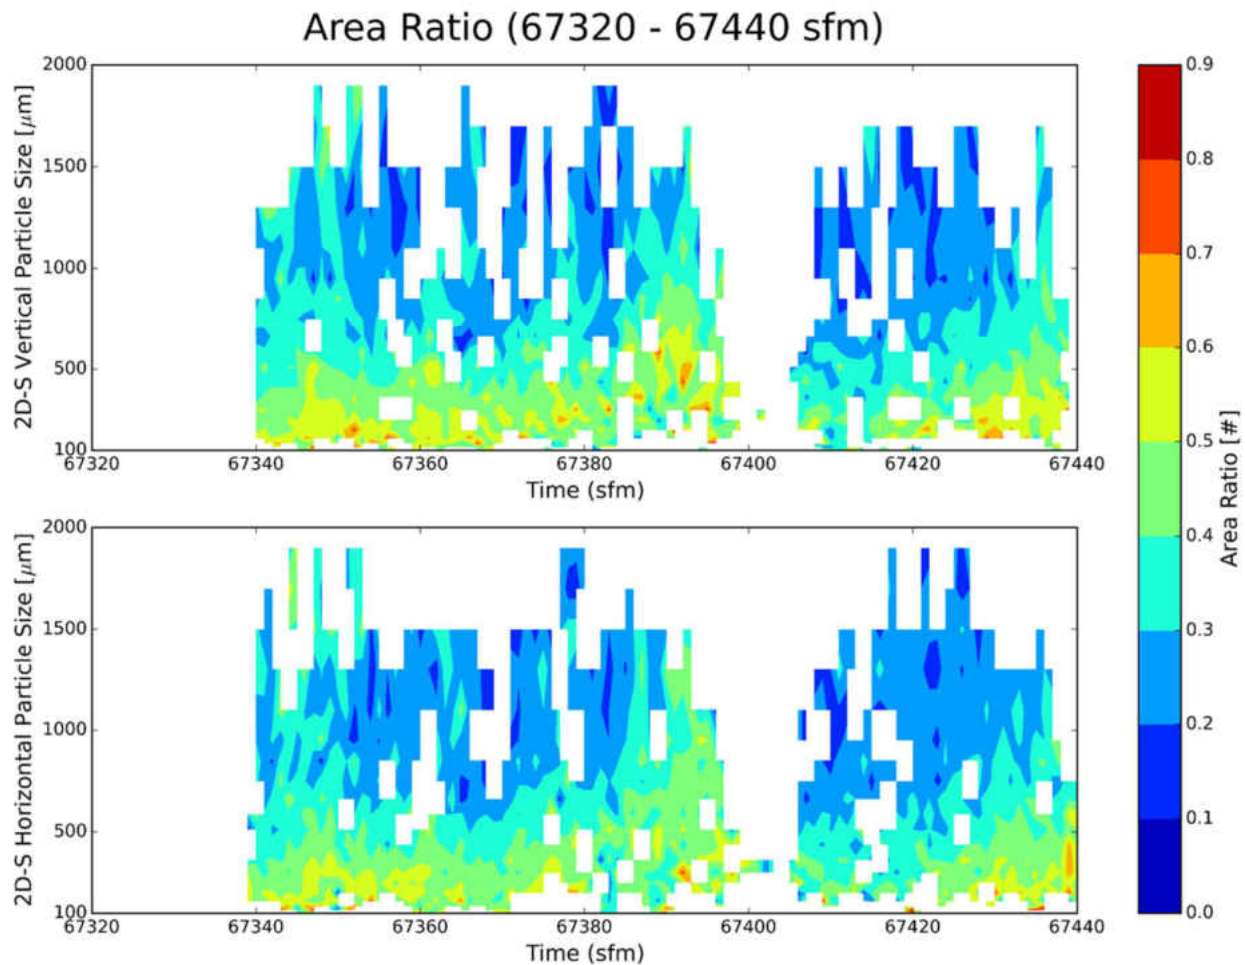 Area Ratio (67320 - 67440 sfm)
2000
1500
1000
500
100
2D-S Vertical Particle Size [μm]
67320 67340 67360 67380 67400 67420 67440
Time (sfm)
2000
1500
1000
500
100
2D-S Horizontal Particle Size [μm]
67320 67340 67360 67380 67400 67420 67440
Time (sfm)
0.9
0.8
0.7
0.6
0.5
0.4
0.3
0.2
0.1
0.0
Area Ratio [#]